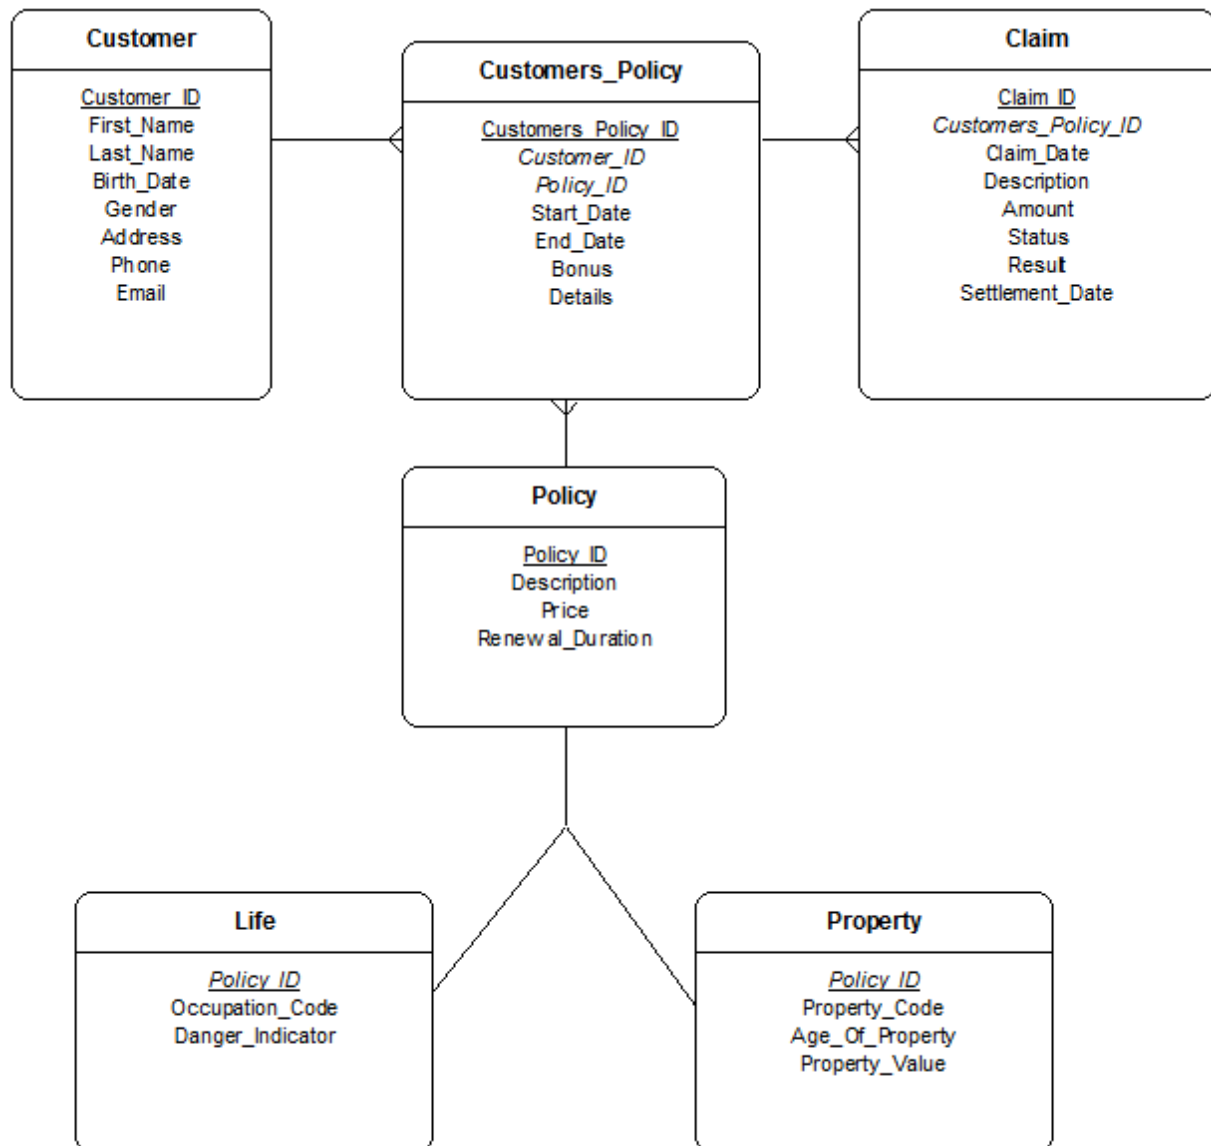 Customer
Customer_ID
First_Name
Last_Name
Birth_Date
Gender
Address
Phone
Email
Customers_Policy
Customers_Policy_ID
Customer_ID
Policy_ID
Start_Date
End_Date
Bonus
Details
Claim
Claim_ID
Customers_Policy_ID
Claim_Date
Description
Amount
Status
Result
Settlement_Date
Policy
Policy_ID
Description
Price
Renewal_Duration
Life
Policy_ID
Occupation_Code
Danger_Indicator
Property
Policy_ID
Property_Code
Age_Of_Property
Property_Value